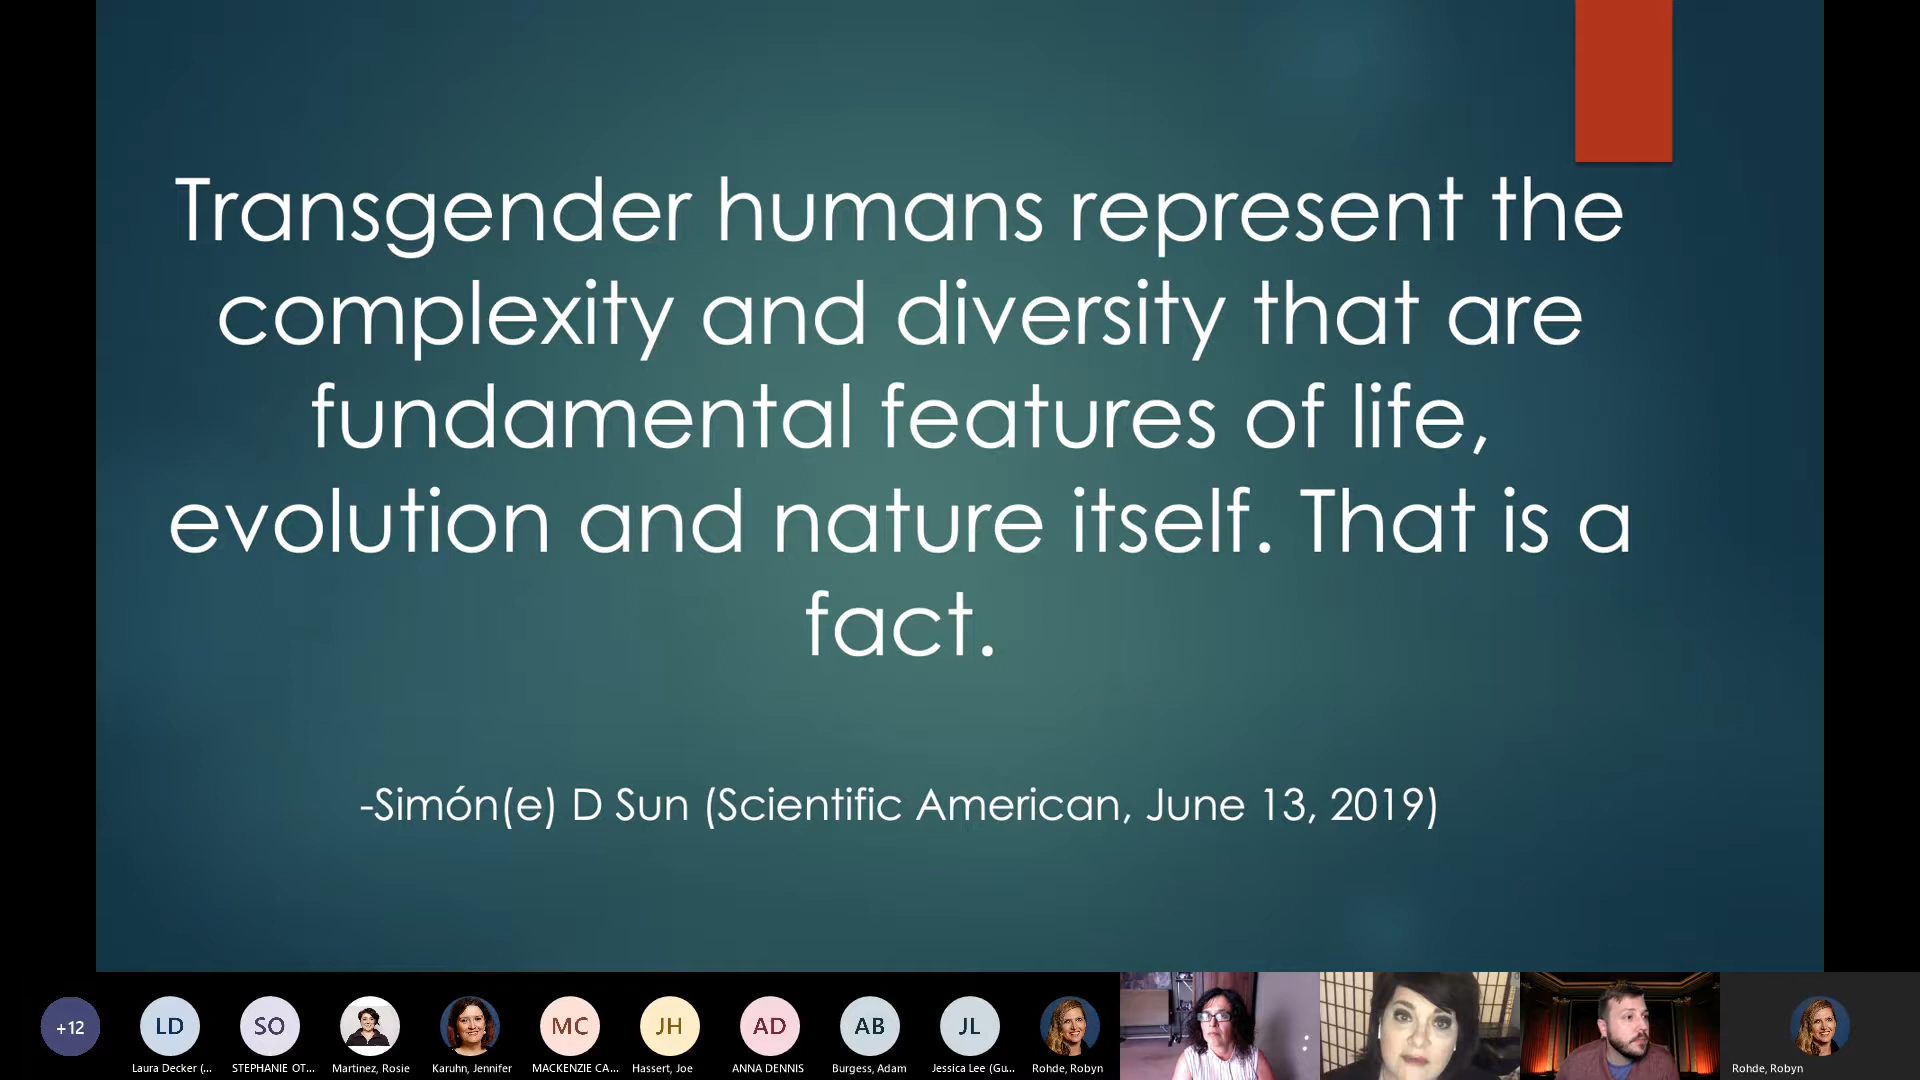 Transgender humans represent the
complexity and diversity that are
fundamental features of life,
evolution and nature itself. That is a
fact.
-Simón(e) D Sun (Scientific American, June 13, 2019)
+12
LD
SO
MC
JH
AD
AB
JL
Laura Decker (...
STEPHANIE OT...
Martinez, Rosie
Karuhn, Jennifer
MACKENZIE CA...
Hassert, Joe
ANNA DENNIS
Burgess, Adam
Jessica Lee (Gu...
Rohde, Robyn
Rohde, Robyn